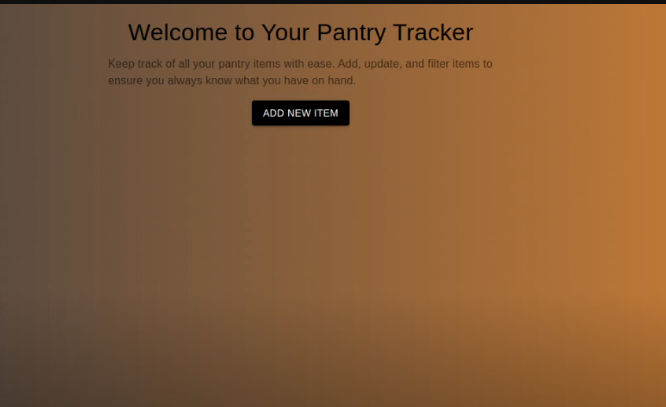 Welcome to Your Pantry Tracker
Keep track of all your pantry items with ease. Add, update, and filter items to
ensure you always know what you have on hand.
ADD NEW ITEM